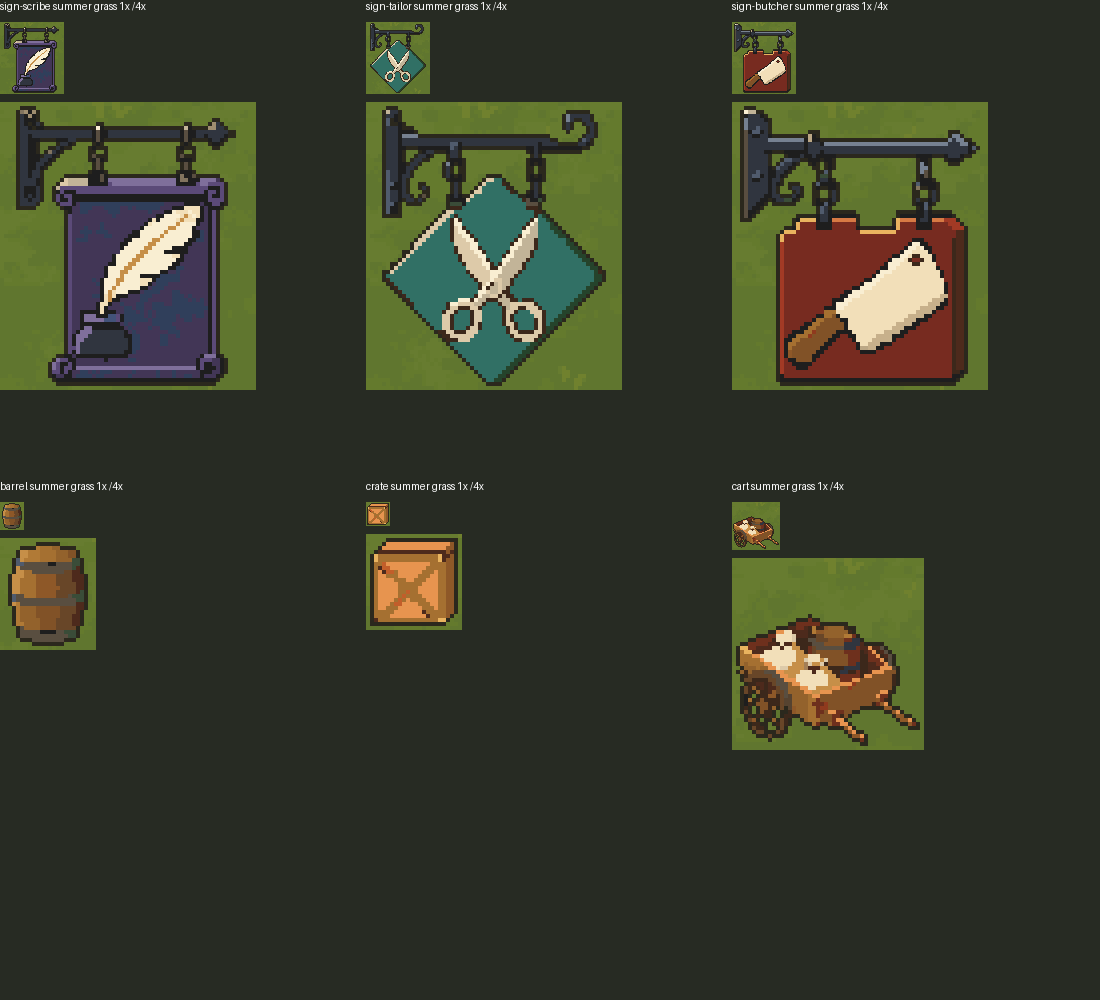 sign-scribe summer grass 1x /4x
sign-tailor summer grass 1x /4x
sign-butcher summer grass 1x /4x
barrel summer grass 1x /4x
crate summer grass 1x /4x
cart summer grass 1x /4x